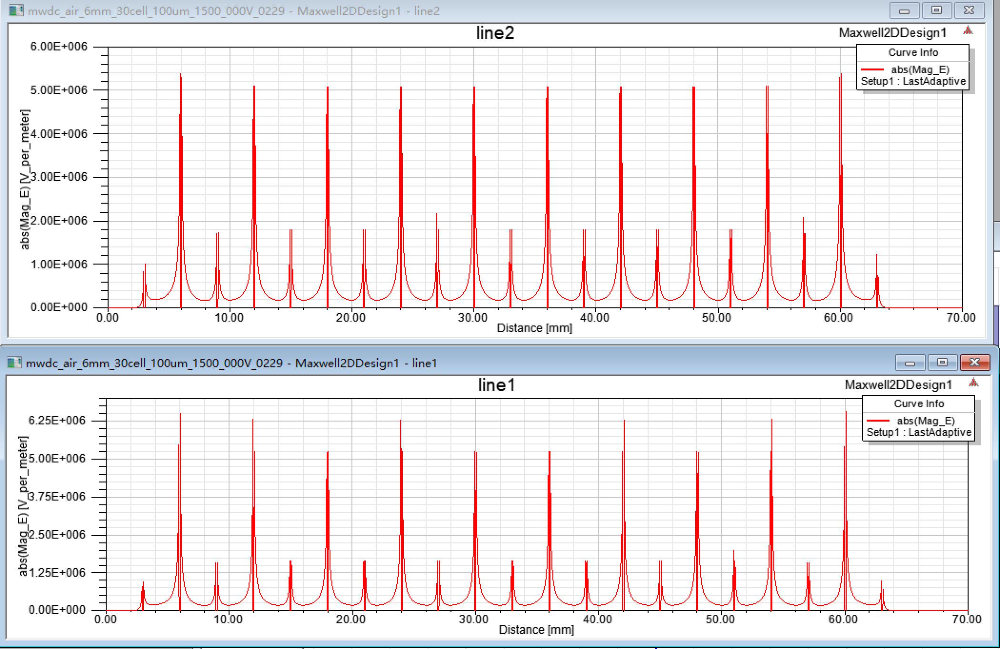 mwdc_air_6mm_30cell_100um_1500_000V_0229 - Maxwell2DDesign1 - line2
line2
Maxwell2DDesign1
Curve Info
abs(Mag_E)
Setup1 : LastAdaptive
6.00E+006
5.00E+006
4.00E+006
3.00E+006
2.00E+006
1.00E+006
0.00E+000
abs(Mag_E) [V_per_meter]
0.00 10.00 20.00 30.00 40.00 50.00 60.00 70.00
Distance [mm]
mwdc_air_6mm_30cell_100um_1500_000V_0229 - Maxwell2DDesign1 - line1
line1
Maxwell2DDesign1
Curve Info
abs(Mag_E)
Setup1 : LastAdaptive
6.25E+006
5.00E+006
3.75E+006
2.50E+006
1.25E+006
0.00E+000
abs(Mag_E) [V_per_meter]
0.00 10.00 20.00 30.00 40.00 50.00 60.00 70.00
Distance [mm]